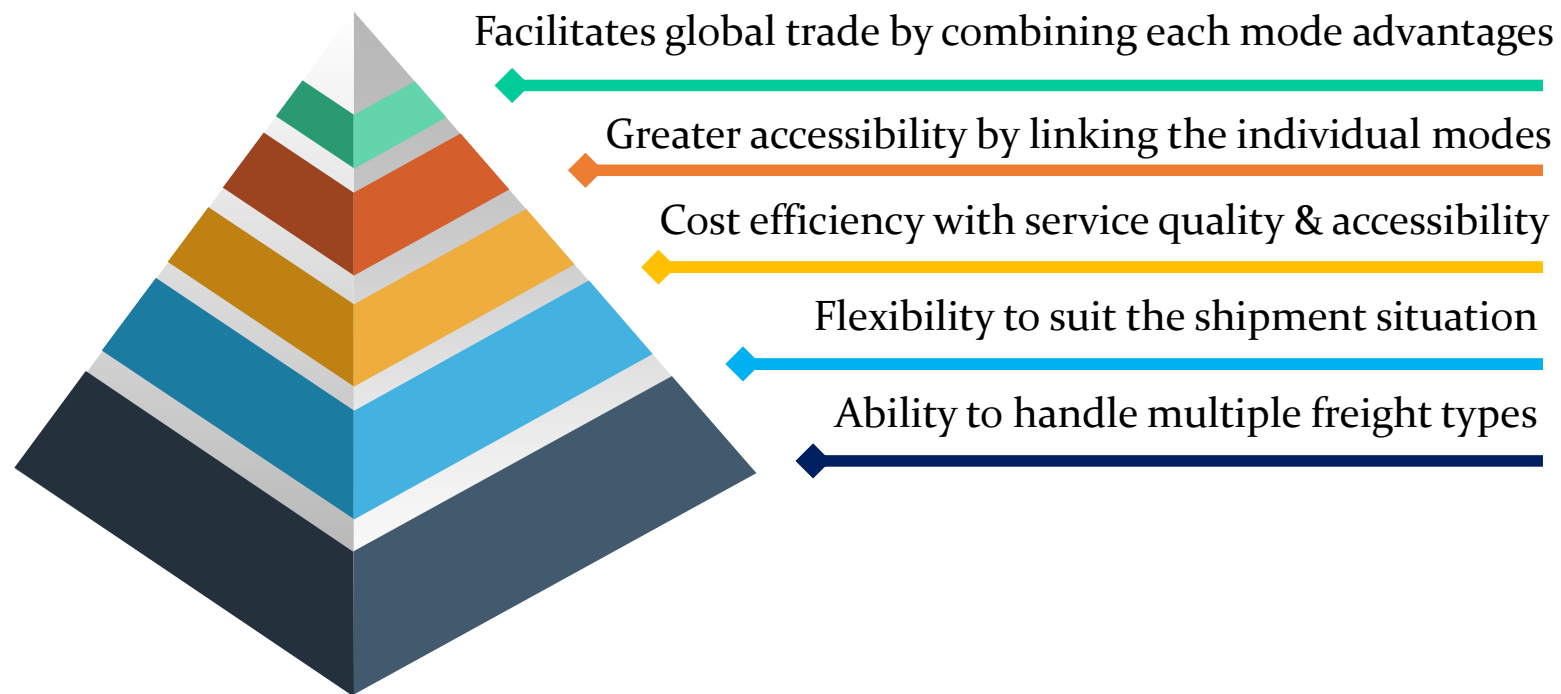 Facilitates global trade by combining each mode advantages
Greater accessibility by linking the individual modes
Cost efficiency with service quality & accessibility
Flexibility to suit the shipment situation
Ability to handle multiple freight types